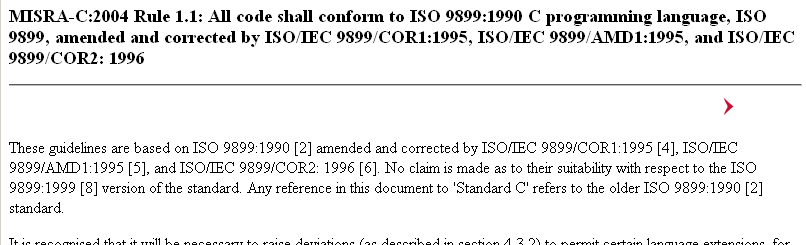 MISRA-C:2004 Rule 1.1: All code shall conform to ISO 9899:1990 C programming language, ISO
9899, amended and corrected by ISO/IEC 9899/COR1:1995, ISO/IEC 9899/AMD1:1995, and ISO/IEC
9899/COR2: 1996
These guidelines are based on ISO 9899:1990 [2] amended and corrected by ISO/IEC 9899/COR1:1995 [4], ISO/IEC
9899/AMD1:1995 [5], and ISO/IEC 9899/COR2: 1996 [6]. No claim is made as to their suitability with respect to the ISO
9899:1999 [8] version of the standard. Any reference in this document to 'Standard C' refers to the older ISO 9899:1990 [2]
standard.
It is recognised that it will be necessary to raise deviations (as described in section 4.3.2) to permit certain language extensions, for